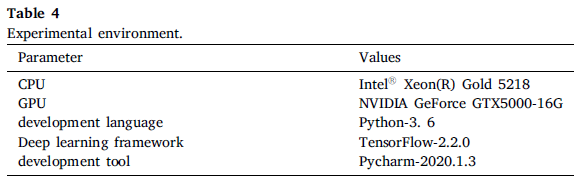 Table 4
Experimental environment.
Parameter Values
CPU Intel® Xeon(R) Gold 5218
GPU NVIDIA GeForce GTX5000-16G
development language Python-3. 6
Deep learning framework TensorFlow-2.2.0
development tool Pycharm-2020.1.3